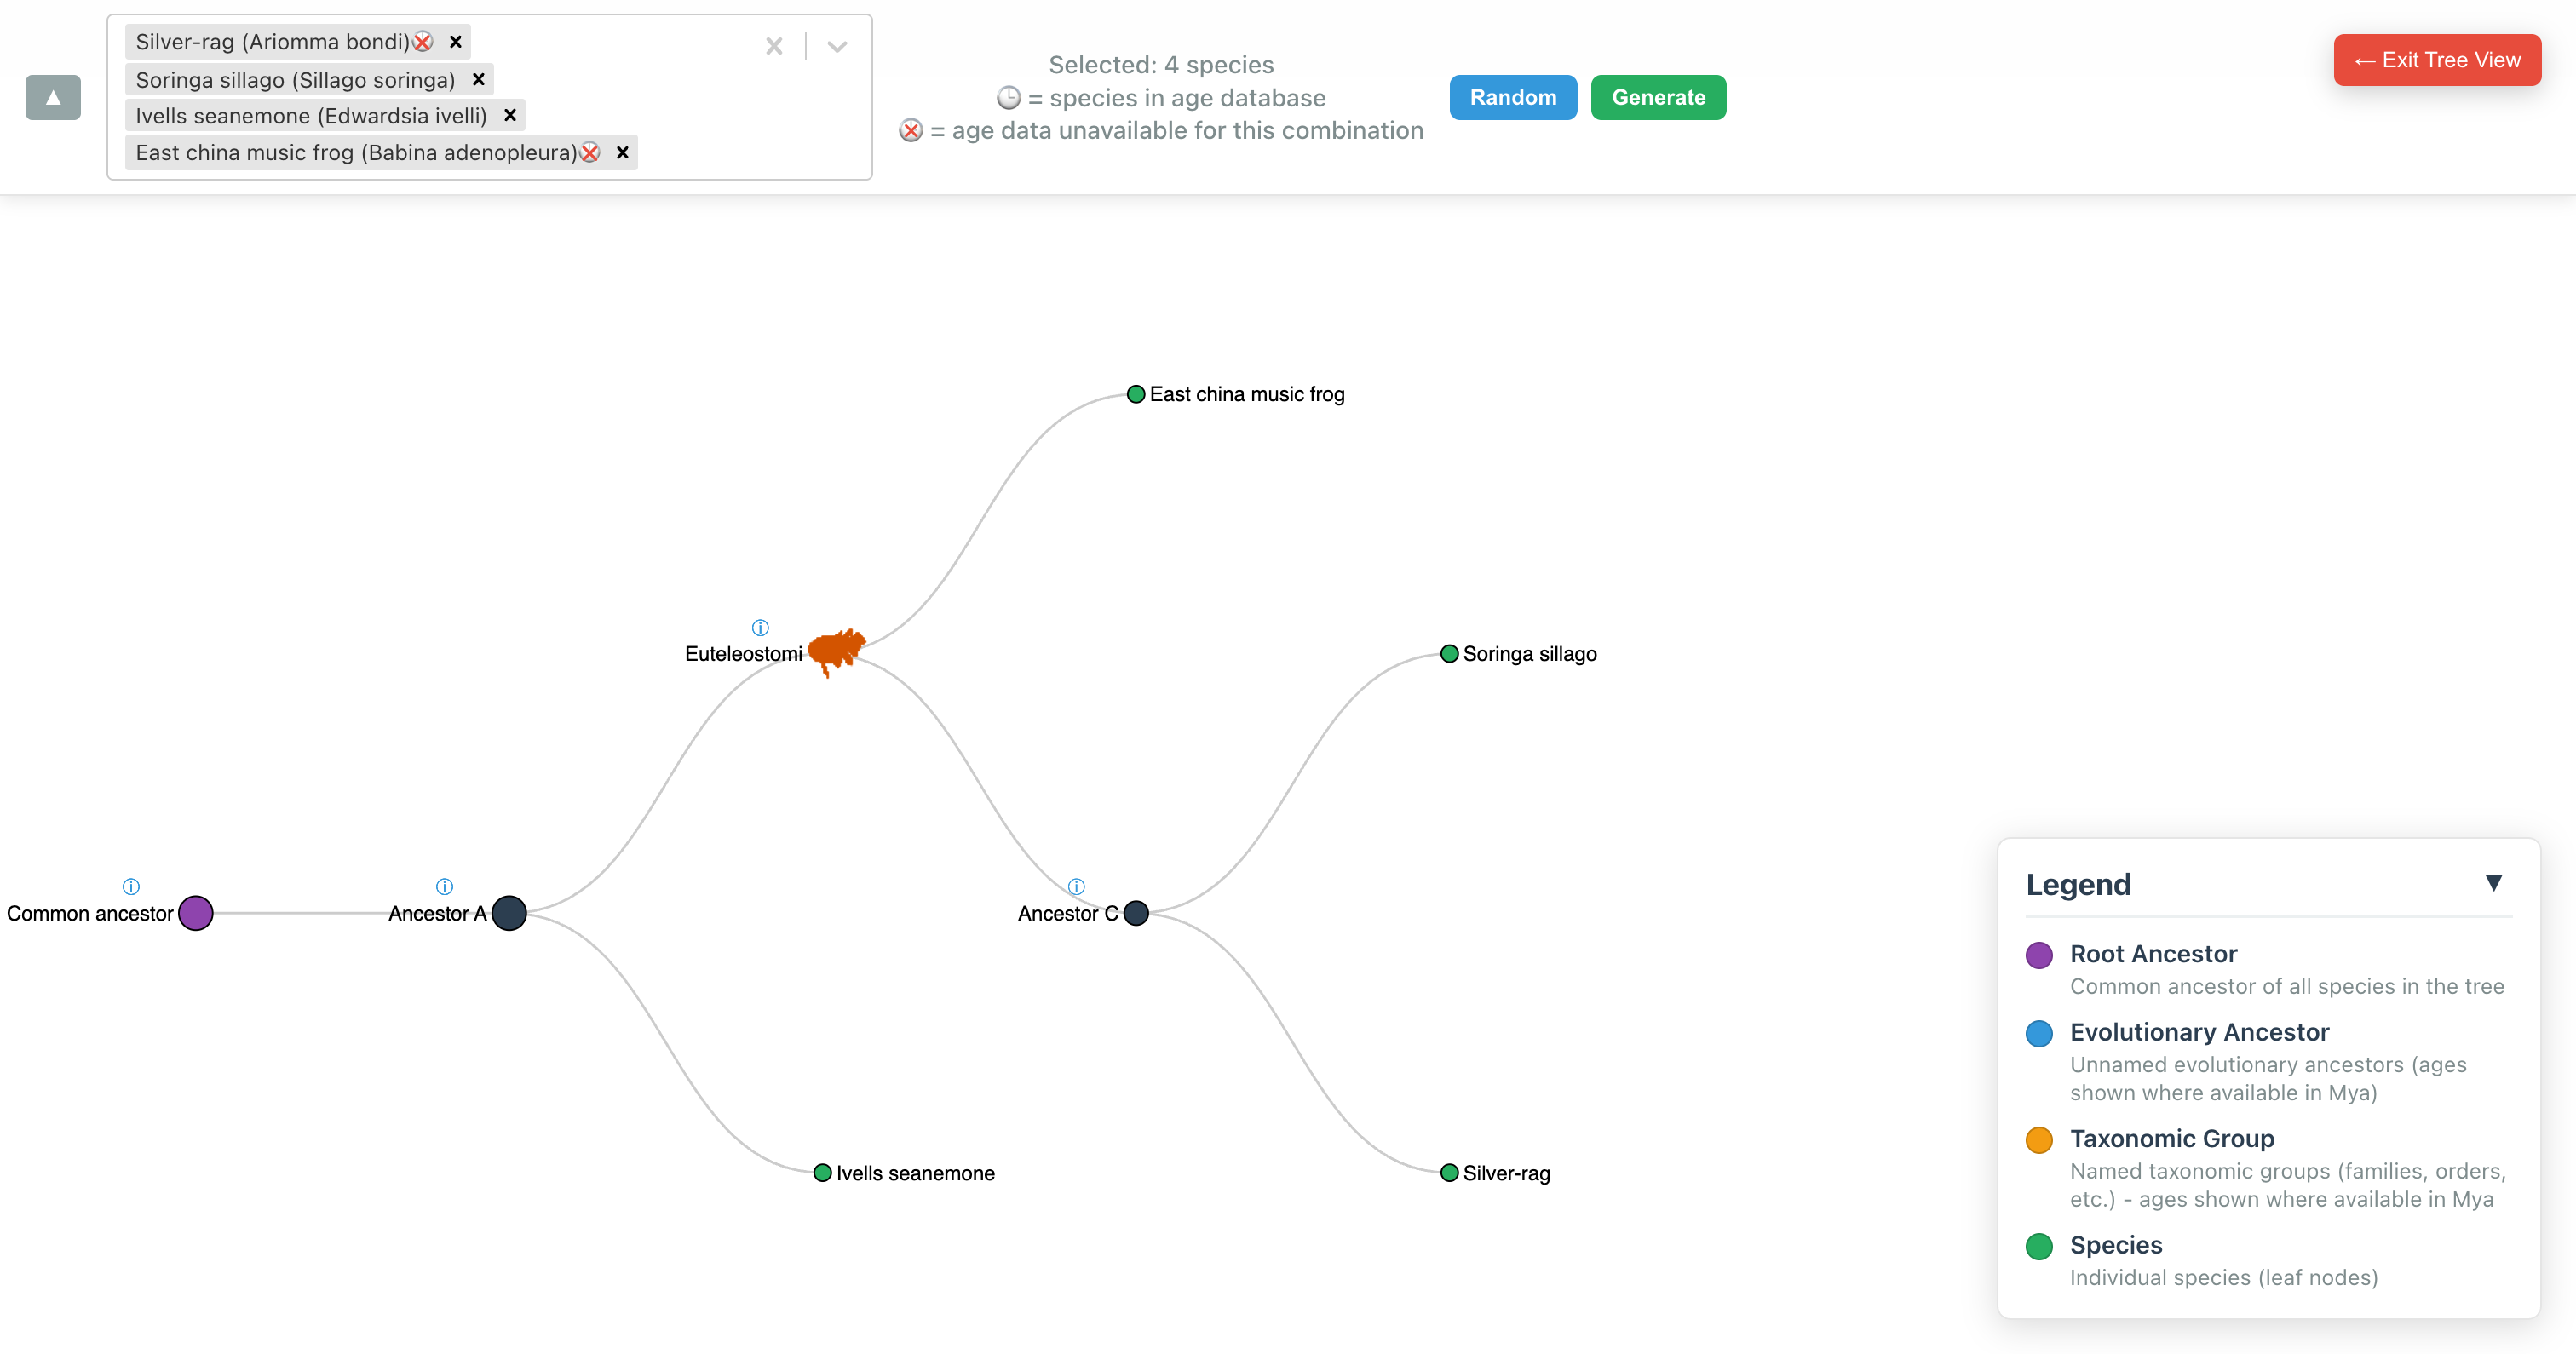 Silver-rag (Ariomma bondi)
Soringa sillago (Sillago soringa)
Ivells seanemone (Edwardsia ivelli)
East china music frog (Babina adenopleura)
Selected: 4 species
= species in age database
= age data unavailable for this combination
Random
Generate
← Exit Tree View
East china music frog
Euteleostomi
Soringa sillago
Common ancestor
Ancestor A
Ancestor C
Ivells seanemone
Silver-rag
Legend
Root Ancestor
Common ancestor of all species in the tree
Evolutionary Ancestor
Unnamed evolutionary ancestors (ages
shown where available in Mya)
Taxonomic Group
Named taxonomic groups (families, orders,
etc.) - ages shown where available in Mya
Species
Individual species (leaf nodes)